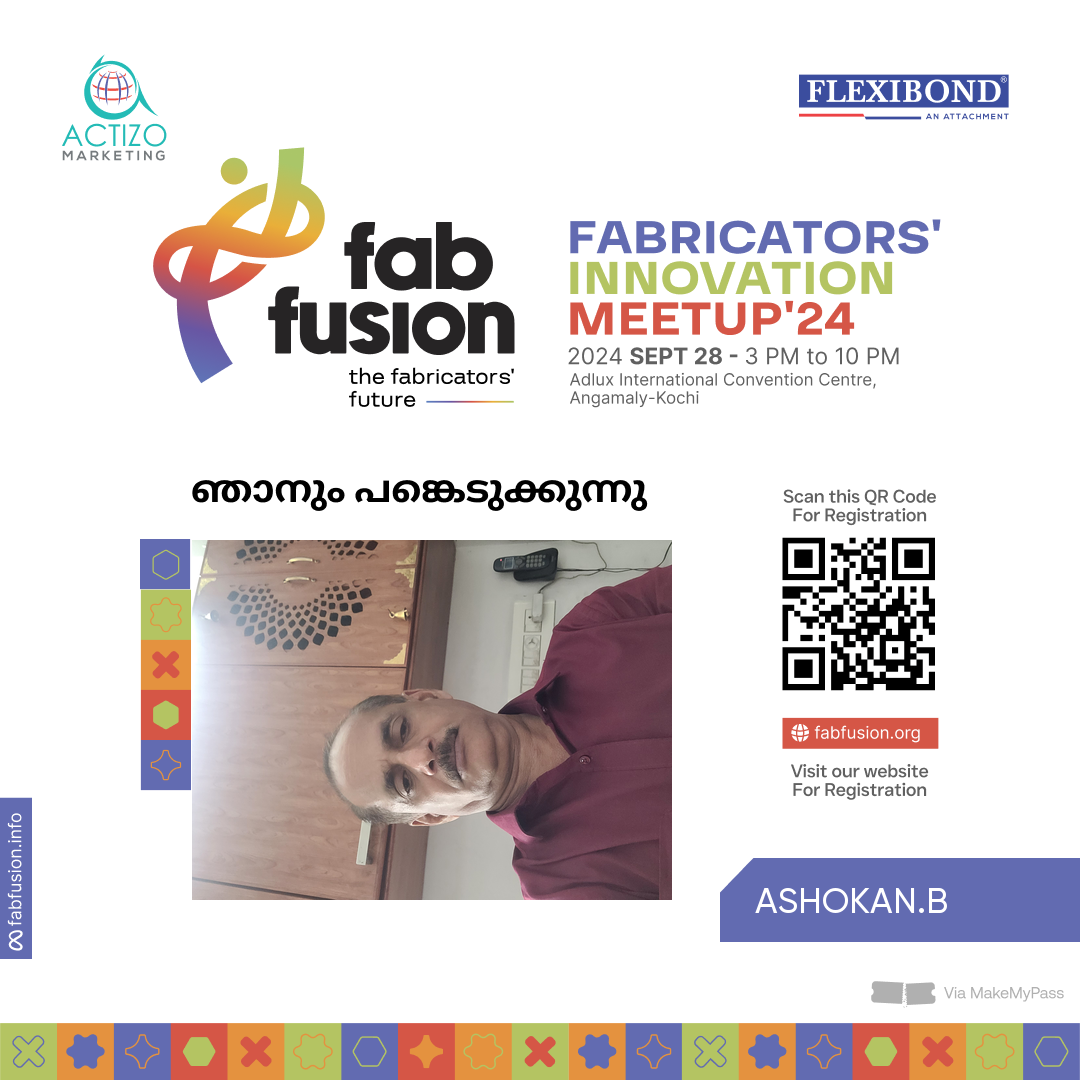 ACTIZO
MARKETING
FLEXIBOND®
AN ATTACHMENT
fab
fusion
the fabricators'
future
FABRICATORS'
INNOVATION
MEETUP'24
2024 SEPT 28 - 3 PM to 10 PM
Adlux International Convention Centre,
Angamaly-Kochi
ഞാനും പങ്കെടുക്കുന്നു
Scan this QR Code
For Registration
fabfusion.org
Visit our website
For Registration
fabfusion.info
ASHOKAN.B
Via MakeMyPass